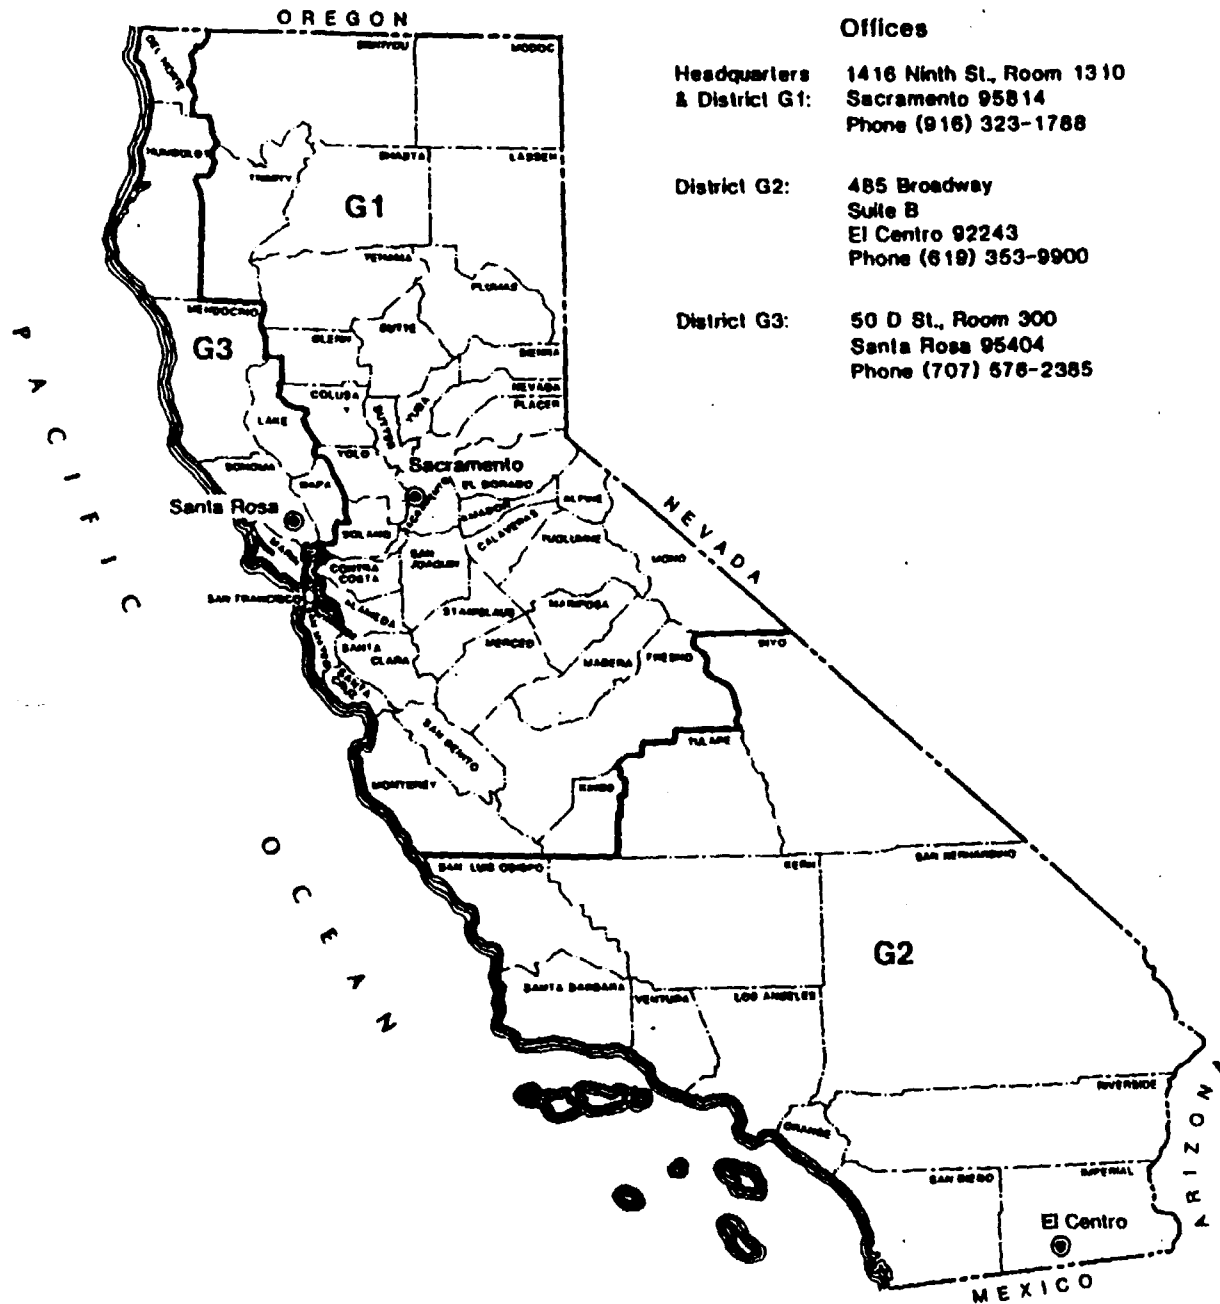 OREGON
Offices
Headquarters 1416 Ninth St., Room 1310
& District G1: Sacramento 95814
Phone (916) 323-1788
District G2: 485 Broadway
Suite B
El Centro 92243
Phone (619) 353-9900
District G3: 50 D St., Room 300
Santa Rosa 95404
Phone (707) 576-2385
DEL NORTE
SISKIYOU
MODOC
HUMBOLDT
TRINITY
SHASTA
LASSEN
G1
TEHAMA
PLUMAS
MENDOCINO
G3
GLENN
BUTTE
SIERRA
COLUSA
SUTTER
YUBA
NEVADA
PLACER
LAKE
YOLO
SONOMA
NAPA
Sacramento
SACRAMENTO
EL DORADO
Santa Rosa
SOLANO
AMADOR
ALPINE
CALAVERAS
TUOLUMNE
MONO
NEVADA
MARIN
CONTRA
COSTA
SAN
JOAQUIN
SAN FRANCISCO
ALAMEDA
STANISLAUS
MARIPOSA
SAN MATEO
SANTA
CLARA
MERCED
MADERA
FRESNO
INYO
SANTA
CRUZ
SAN BENITO
TULARE
MONTEREY
KINGS
PACIFIC
OCEAN
SAN LUIS OBISPO
KERN
SAN BERNARDINO
G2
SANTA BARBARA
VENTURA
LOS ANGELES
RIVERSIDE
ORANGE
ARIZONA
SAN DIEGO
IMPERIAL
El Centro
MEXICO